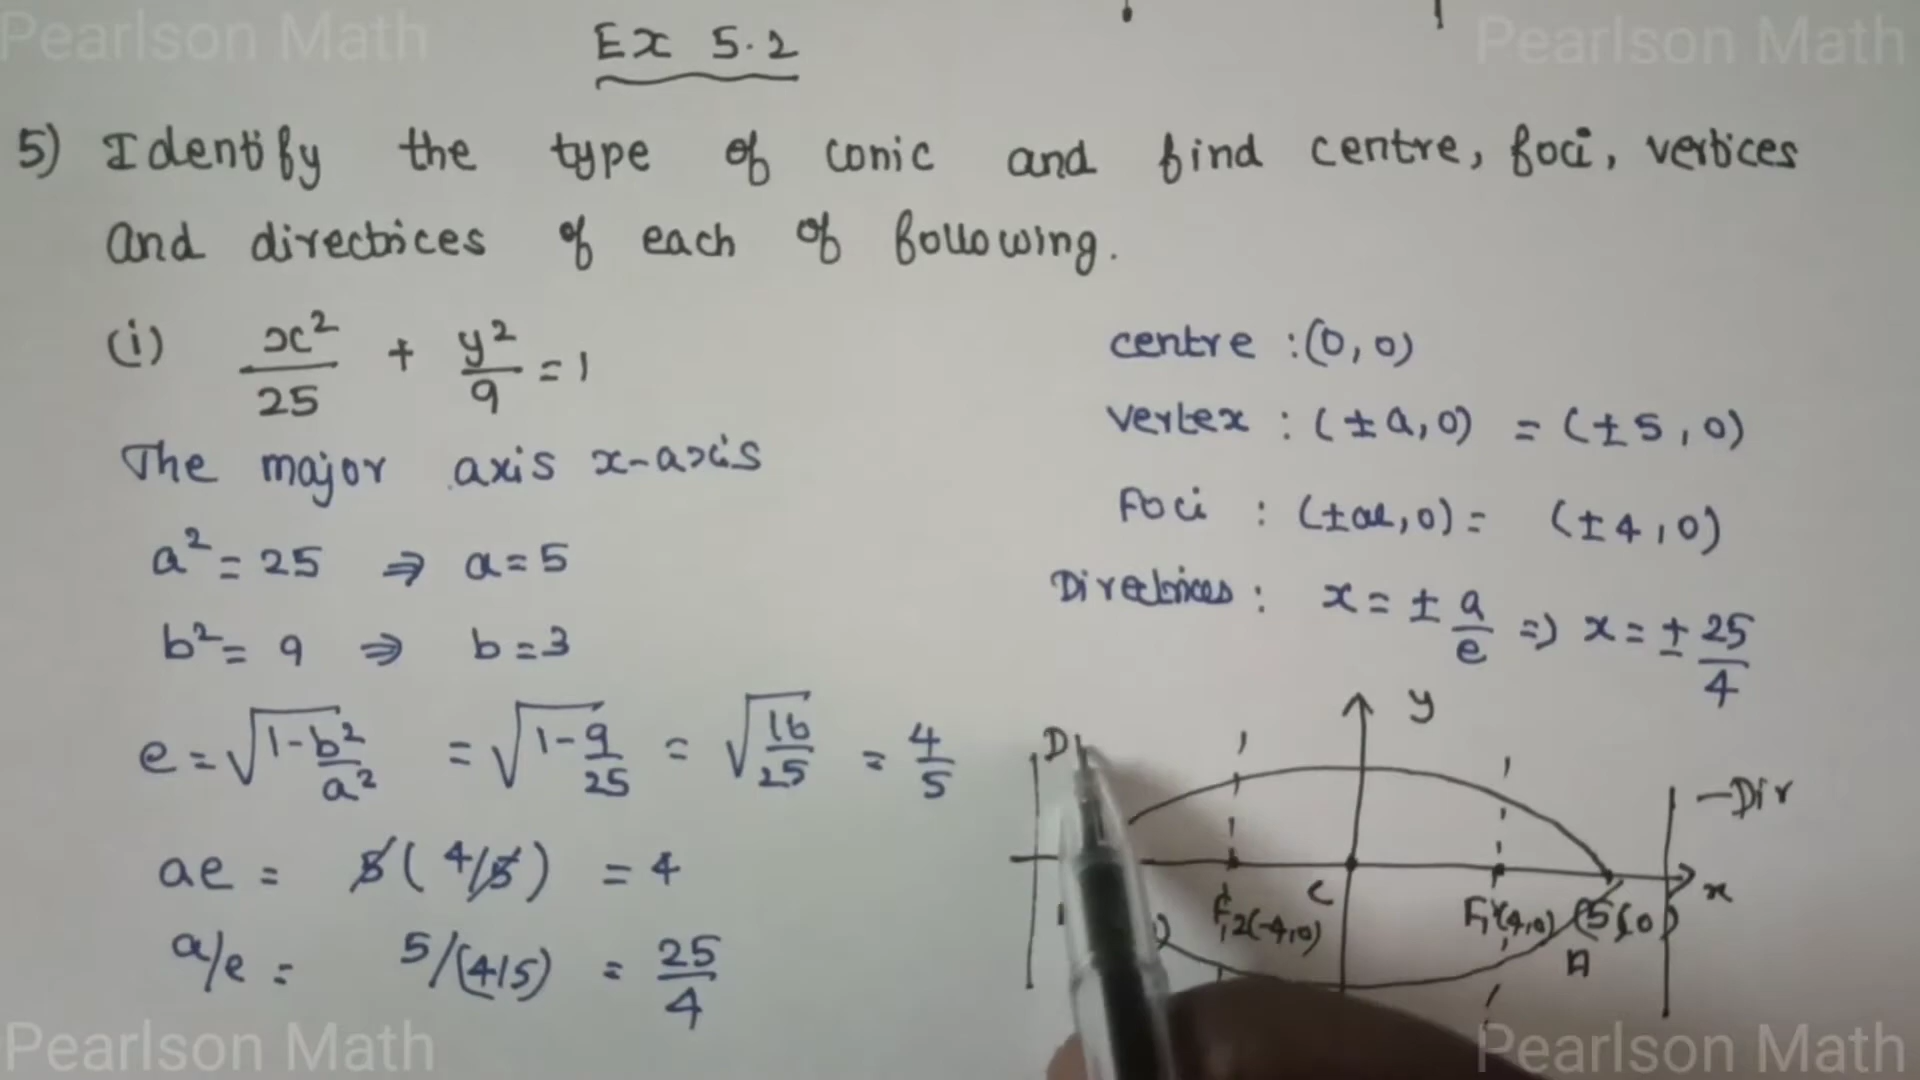 Pearlson Math
Pearlson Math
Ex 5.2
5) Identify the type of conic and find centre, foci, vertices
and directrices of each of following.
(i) x²/25 + y²/9 = 1
The major axis x-axis
a² = 25 ⇒ a = 5
b² = 9 ⇒ b = 3
e = √(1-b²/a²) = √(1-9/25) = √(16/25) = 4/5
ae = 5(4/5) = 4
a/e = 5/(4/5) = 25/4
centre : (0,0)
vertex : (±a,0) = (±5,0)
Foci : (±ae,0) = (±4,0)
Directrices : x = ± a/e ⇒ x = ± 25/4
y
D
Dir
x
C
F2(-4,0)
F1(4,0)
(5,0)
A
Pearlson Math
Pearlson Math